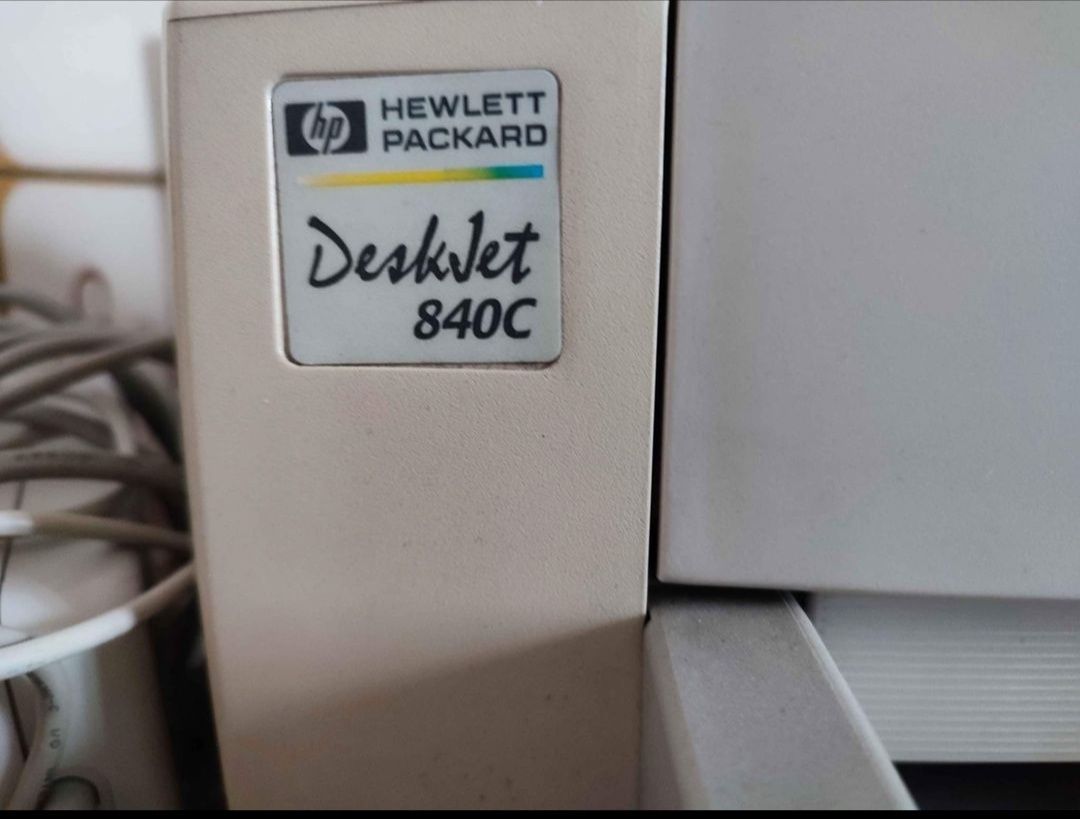 hp HEWLETT
PACKARD
DeskJet
840C